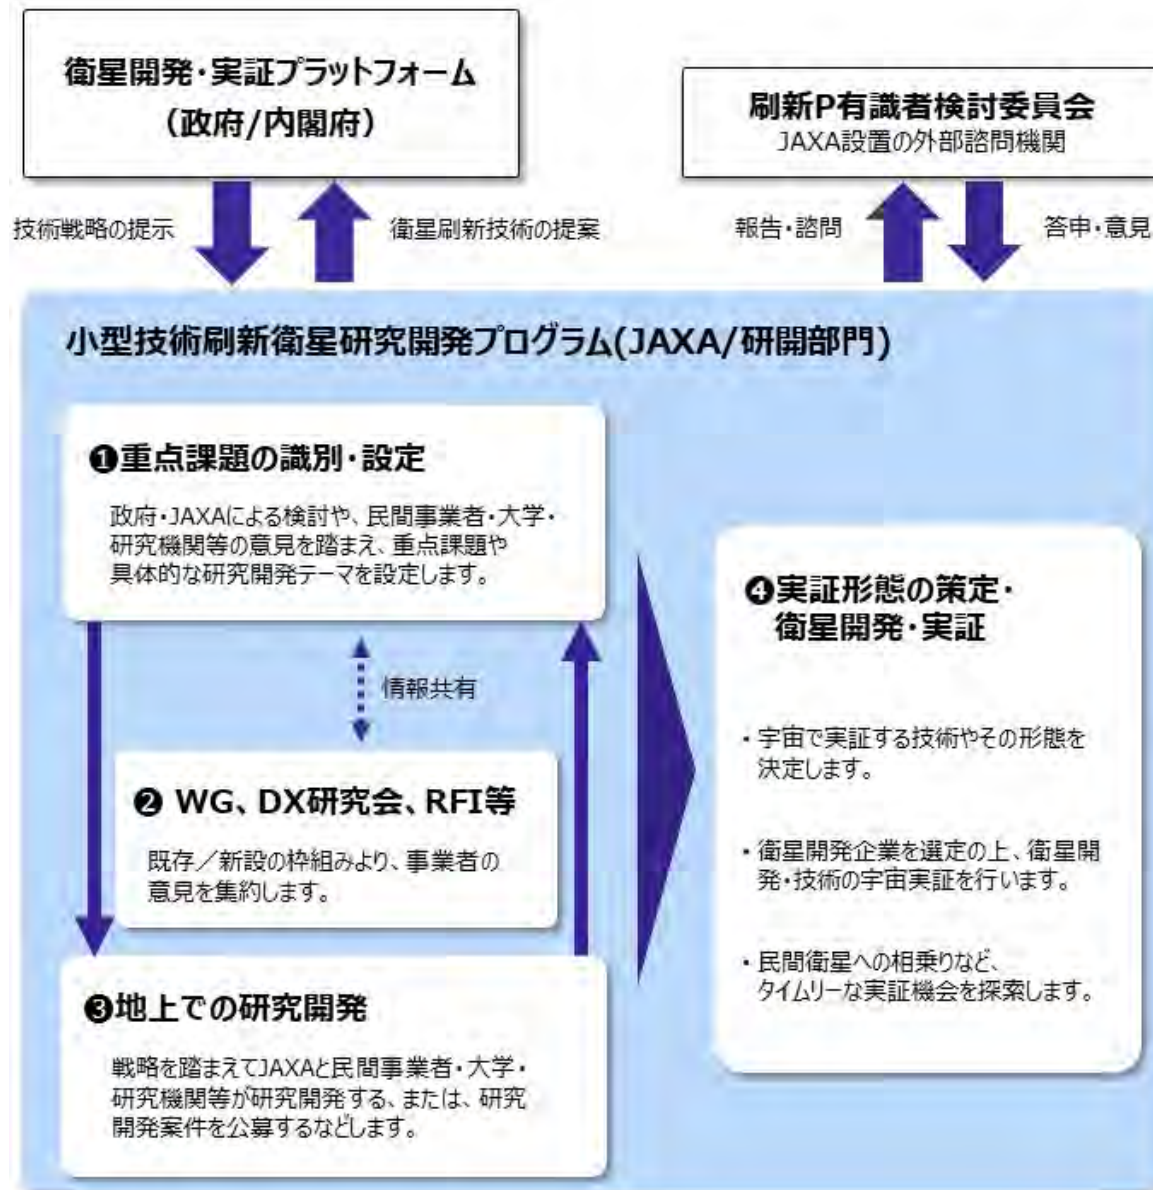 衛星開発・実証プラットフォーム
（政府/内閣府）
刷新P有識者検討委員会
JAXA設置の外部諮問機関
技術戦略の提示
衛星刷新技術の提案
報告・諮問
答申・意見
小型技術刷新衛星研究開発プログラム(JAXA/研開部門)
❶重点課題の識別・設定
政府・JAXAによる検討や、民間事業者・大学・
研究機関等の意見を踏まえ、重点課題や
具体的な研究開発テーマを設定します。
情報共有
❷ WG、DX研究会、RFI等
既存／新設の枠組みより、事業者の
意見を集約します。
❸地上での研究開発
戦略を踏まえてJAXAと民間事業者・大学・
研究機関等が研究開発する、または、研究
開発案件を公募するなどします。
❹実証形態の策定・
衛星開発・実証
・宇宙で実証する技術やその形態を
決定します。
・衛星開発企業を選定の上、衛星開
発・技術の宇宙実証を行います。
・民間衛星への相乗りなど、
タイムリーな実証機会を探索します。